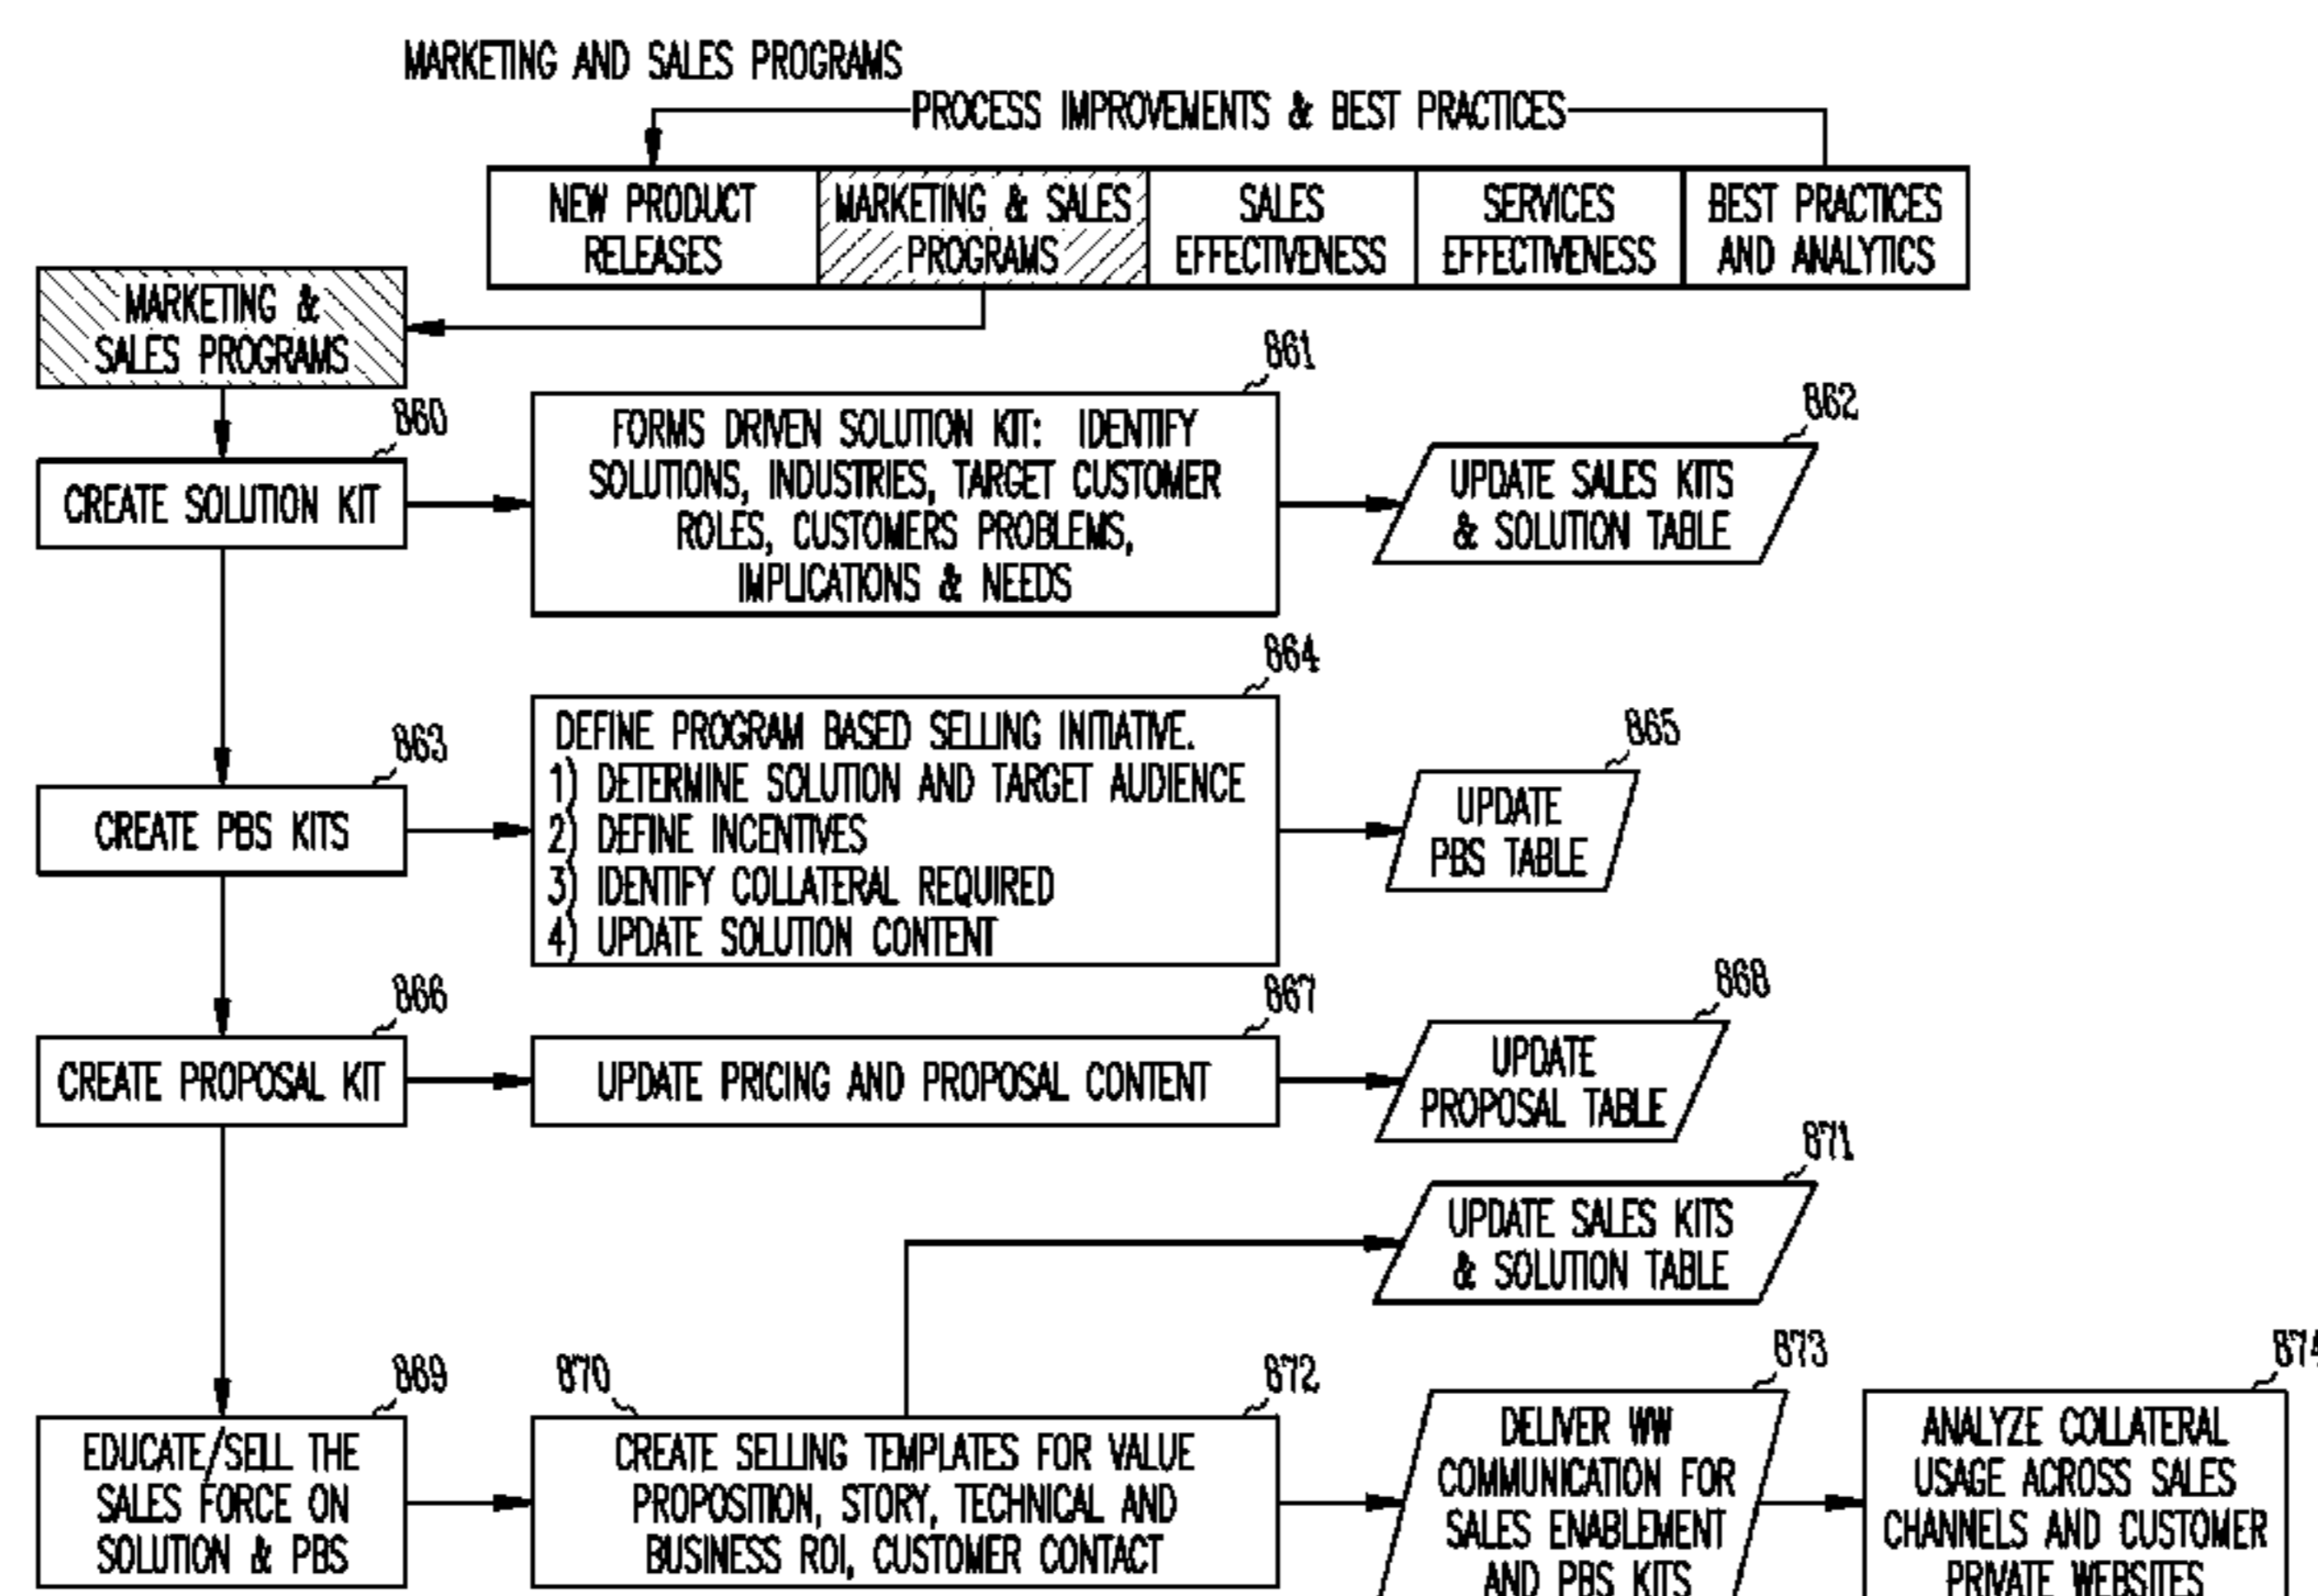 MARKETING AND SALES PROGRAMS
PROCESS IMPROVEMENTS & BEST PRACTICES
NEW PRODUCT
RELEASES
MARKETING & SALES
PROGRAMS
SALES
EFFECTIVENESS
SERVICES
EFFECTIVENESS
BEST PRACTICES
AND ANALYTICS
MARKETING &
SALES PROGRAMS
860
CREATE SOLUTION KIT
861
FORMS DRIVEN SOLUTION KIT: IDENTIFY
SOLUTIONS, INDUSTRIES, TARGET CUSTOMER
ROLES, CUSTOMERS PROBLEMS,
IMPLICATIONS & NEEDS
862
UPDATE SALES KITS
& SOLUTION TABLE
863
CREATE PBS KITS
864
DEFINE PROGRAM BASED SELLING INITIATIVE.
1) DETERMINE SOLUTION AND TARGET AUDIENCE
2) DEFINE INCENTIVES
3) IDENTIFY COLLATERAL REQUIRED
4) UPDATE SOLUTION CONTENT
865
UPDATE
PBS TABLE
866
CREATE PROPOSAL KIT
867
UPDATE PRICING AND PROPOSAL CONTENT
868
UPDATE
PROPOSAL TABLE
871
UPDATE SALES KITS
& SOLUTION TABLE
869
EDUCATE/SELL THE
SALES FORCE ON
SOLUTION & PBS
870
872
CREATE SELLING TEMPLATES FOR VALUE
PROPOSITION, STORY, TECHNICAL AND
BUSINESS ROI, CUSTOMER CONTACT
873
DELIVER WW
COMMUNICATION FOR
SALES ENABLEMENT
AND PBS KITS
874
ANALYZE COLLATERAL
USAGE ACROSS SALES
CHANNELS AND CUSTOMER
PRIVATE WEBSITES